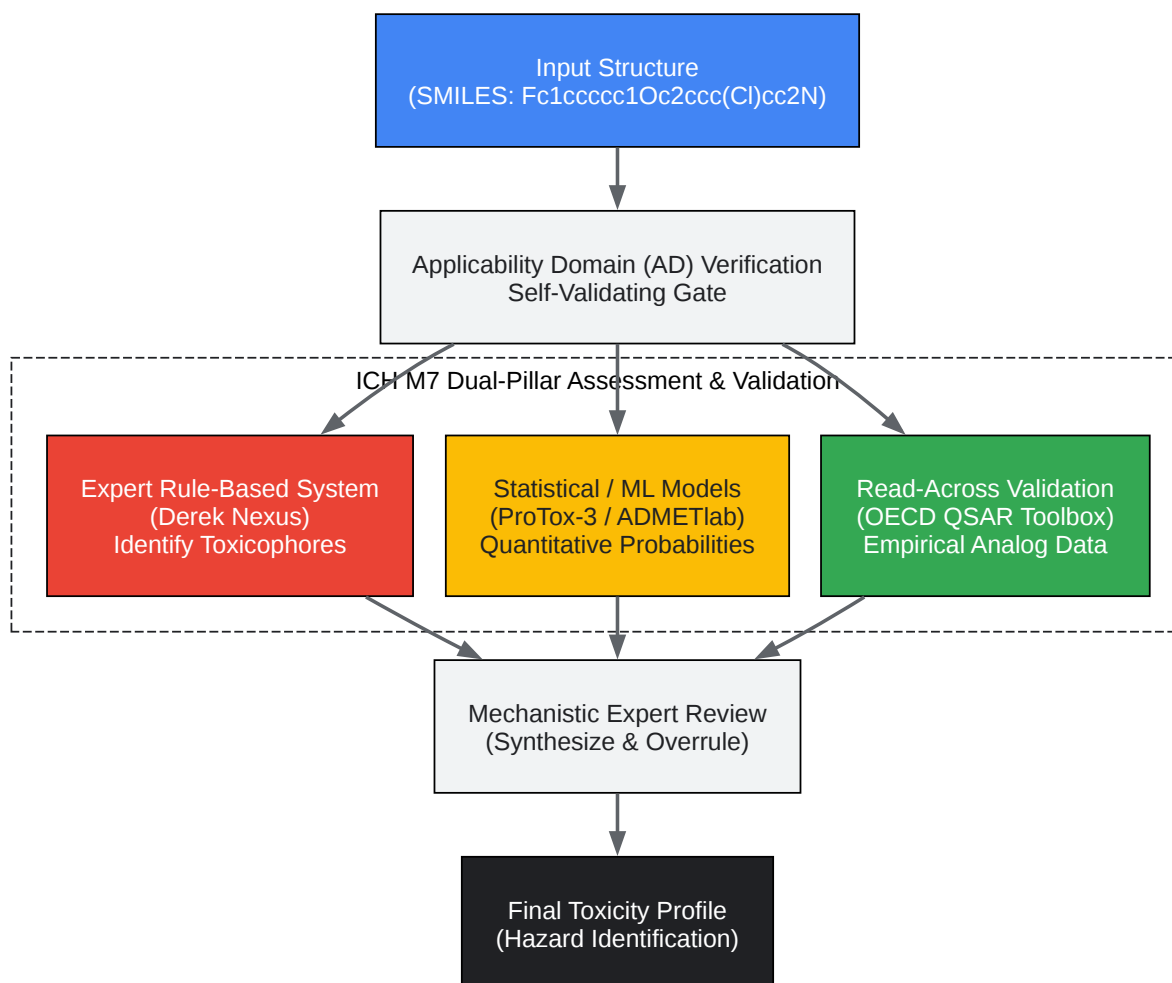 Input Structure
(SMILES: Fc1ccccc1Oc2ccc(Cl)cc2N)
Applicability Domain (AD) Verification
Self-Validating Gate
ICH M7 Dual-Pillar Assessment & Validation
Expert Rule-Based System
(Derek Nexus)
Identify Toxicophores
Statistical / ML Models
(ProTox-3 / ADMETlab)
Quantitative Probabilities
Read-Across Validation
(OECD QSAR Toolbox)
Empirical Analog Data
Mechanistic Expert Review
(Synthesize & Overrule)
Final Toxicity Profile
(Hazard Identification)